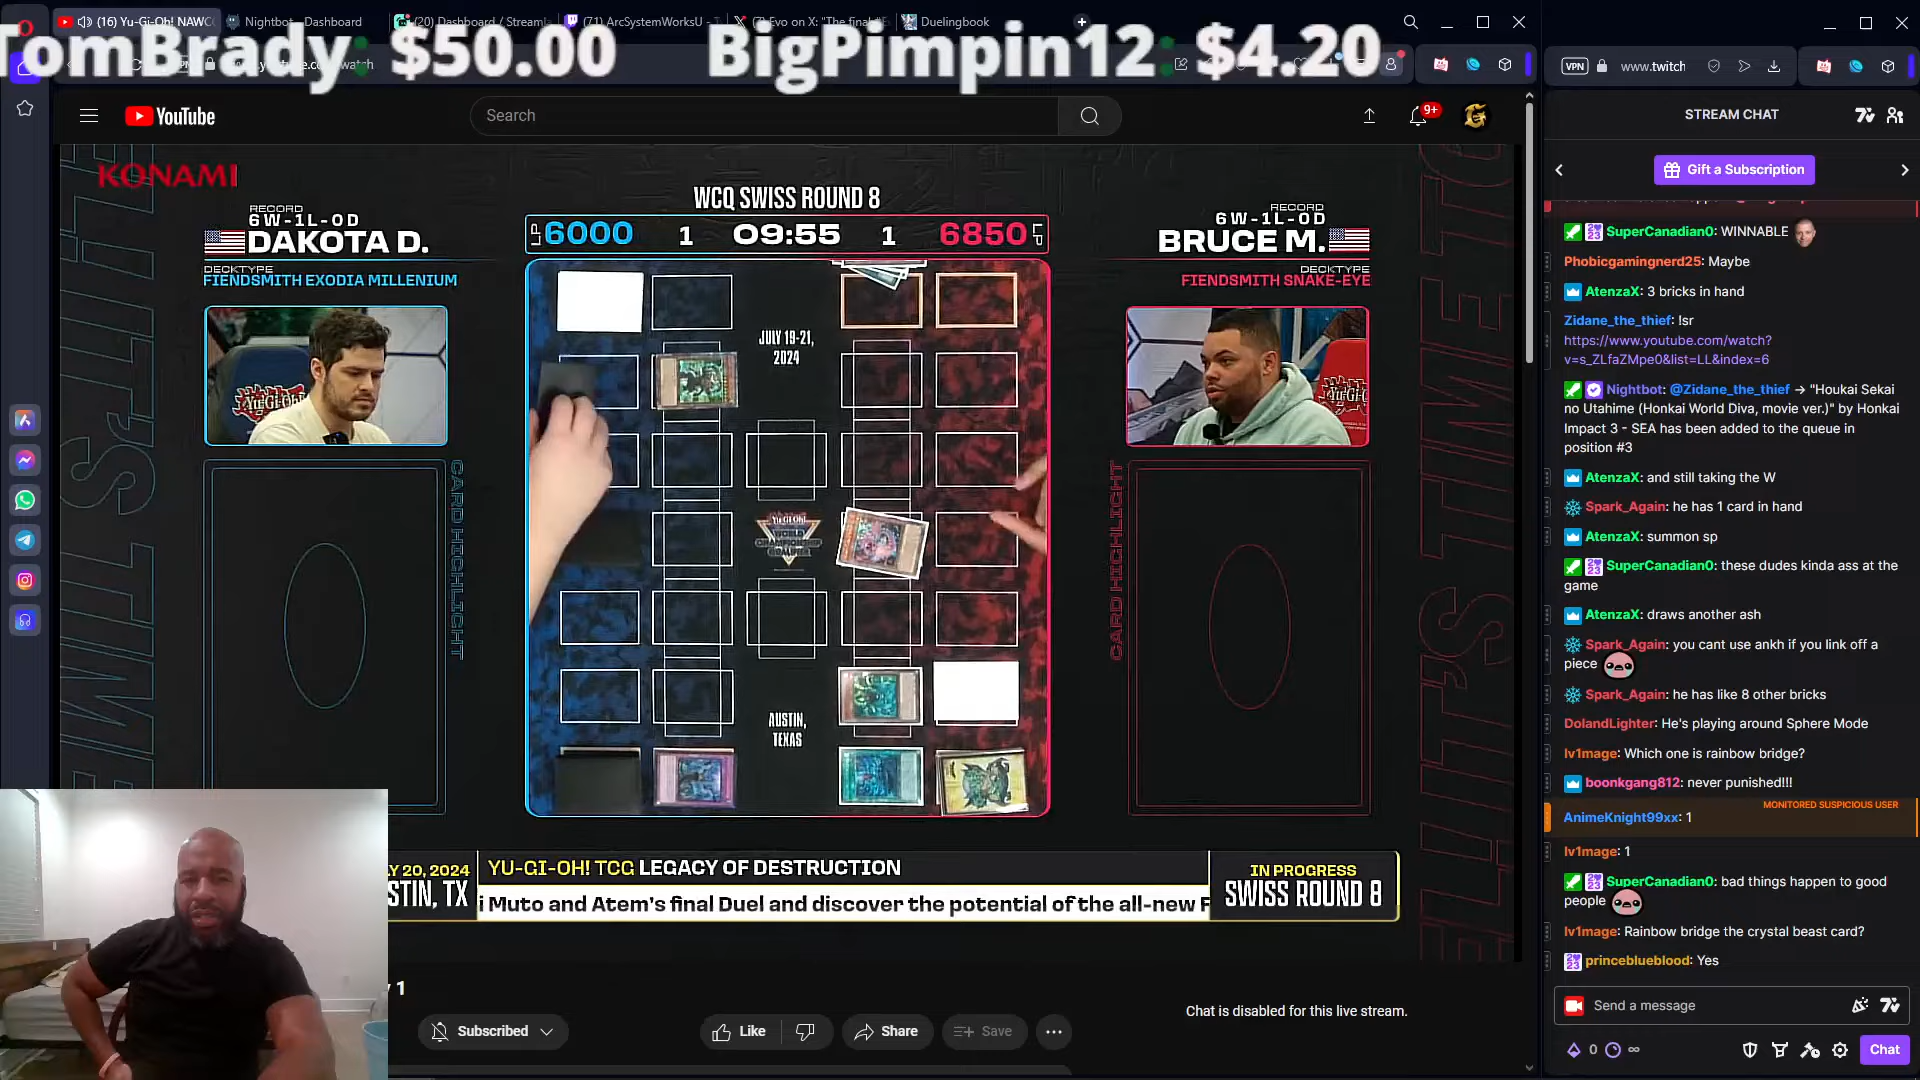 (16) Yu-Gi-Oh! NAWC
Nightbot - Dashboard
(20) Dashboard / Streaml
(71) ArcSystemWorksU - T
Evo on X: "The final
Duelingbook
TomBrady: $50.00 BigPimpin12: $4.20
VPN
www.twitch
YouTube
Search
9+
STREAM CHAT
Gift a Subscription
KONAMI
WCQ SWISS ROUND 8
RECORD
6W-1L-0D
DAKOTA D.
DECKTYPE
FIENDSMITH EXODIA MILLENIUM
LP 6000 1 09:55 1 6850 LP
RECORD
6W-1L-0D
BRUCE M.
DECKTYPE
FIENDSMITH SNAKE-EYE
JULY 19-21,
2024
AUSTIN,
TEXAS
CARD HIGHLIGHT
CARD HIGHLIGHT
Y 20, 2024
STIN, TX
YU-GI-OH! TCG LEGACY OF DESTRUCTION
i Muto and Atem's final Duel and discover the potential of the all-new F
IN PROGRESS
SWISS ROUND 8
1
Subscribed
Like
Share
Save
Chat is disabled for this live stream.
SuperCanadian0: WINNABLE
Phobicgamingnerd25: Maybe
AtenzaX: 3 bricks in hand
Zidane_the_thief: !sr
https://www.youtube.com/watch?
v=s_ZLfaZMpe0&list=LL&index=6
Nightbot: @Zidane_the_thief → "Houkai Sekai
no Utahime (Honkai World Diva, movie ver.)" by Honkai
Impact 3 - SEA has been added to the queue in
position #3
AtenzaX: and still taking the W
Spark_Again: he has 1 card in hand
AtenzaX: summon sp
SuperCanadian0: these dudes kinda ass at the
game
AtenzaX: draws another ash
Spark_Again: you cant use ankh if you link off a
piece
Spark_Again: he has like 8 other bricks
DolandLighter: He's playing around Sphere Mode
lv1mage: Which one is rainbow bridge?
boonkgang812: never punished!!!
MONITORED SUSPICIOUS USER
AnimeKnight99xx: 1
lv1mage: 1
SuperCanadian0: bad things happen to good
people
lv1mage: Rainbow bridge the crystal beast card?
princeblueblood: Yes
Send a message
0
∞
Chat